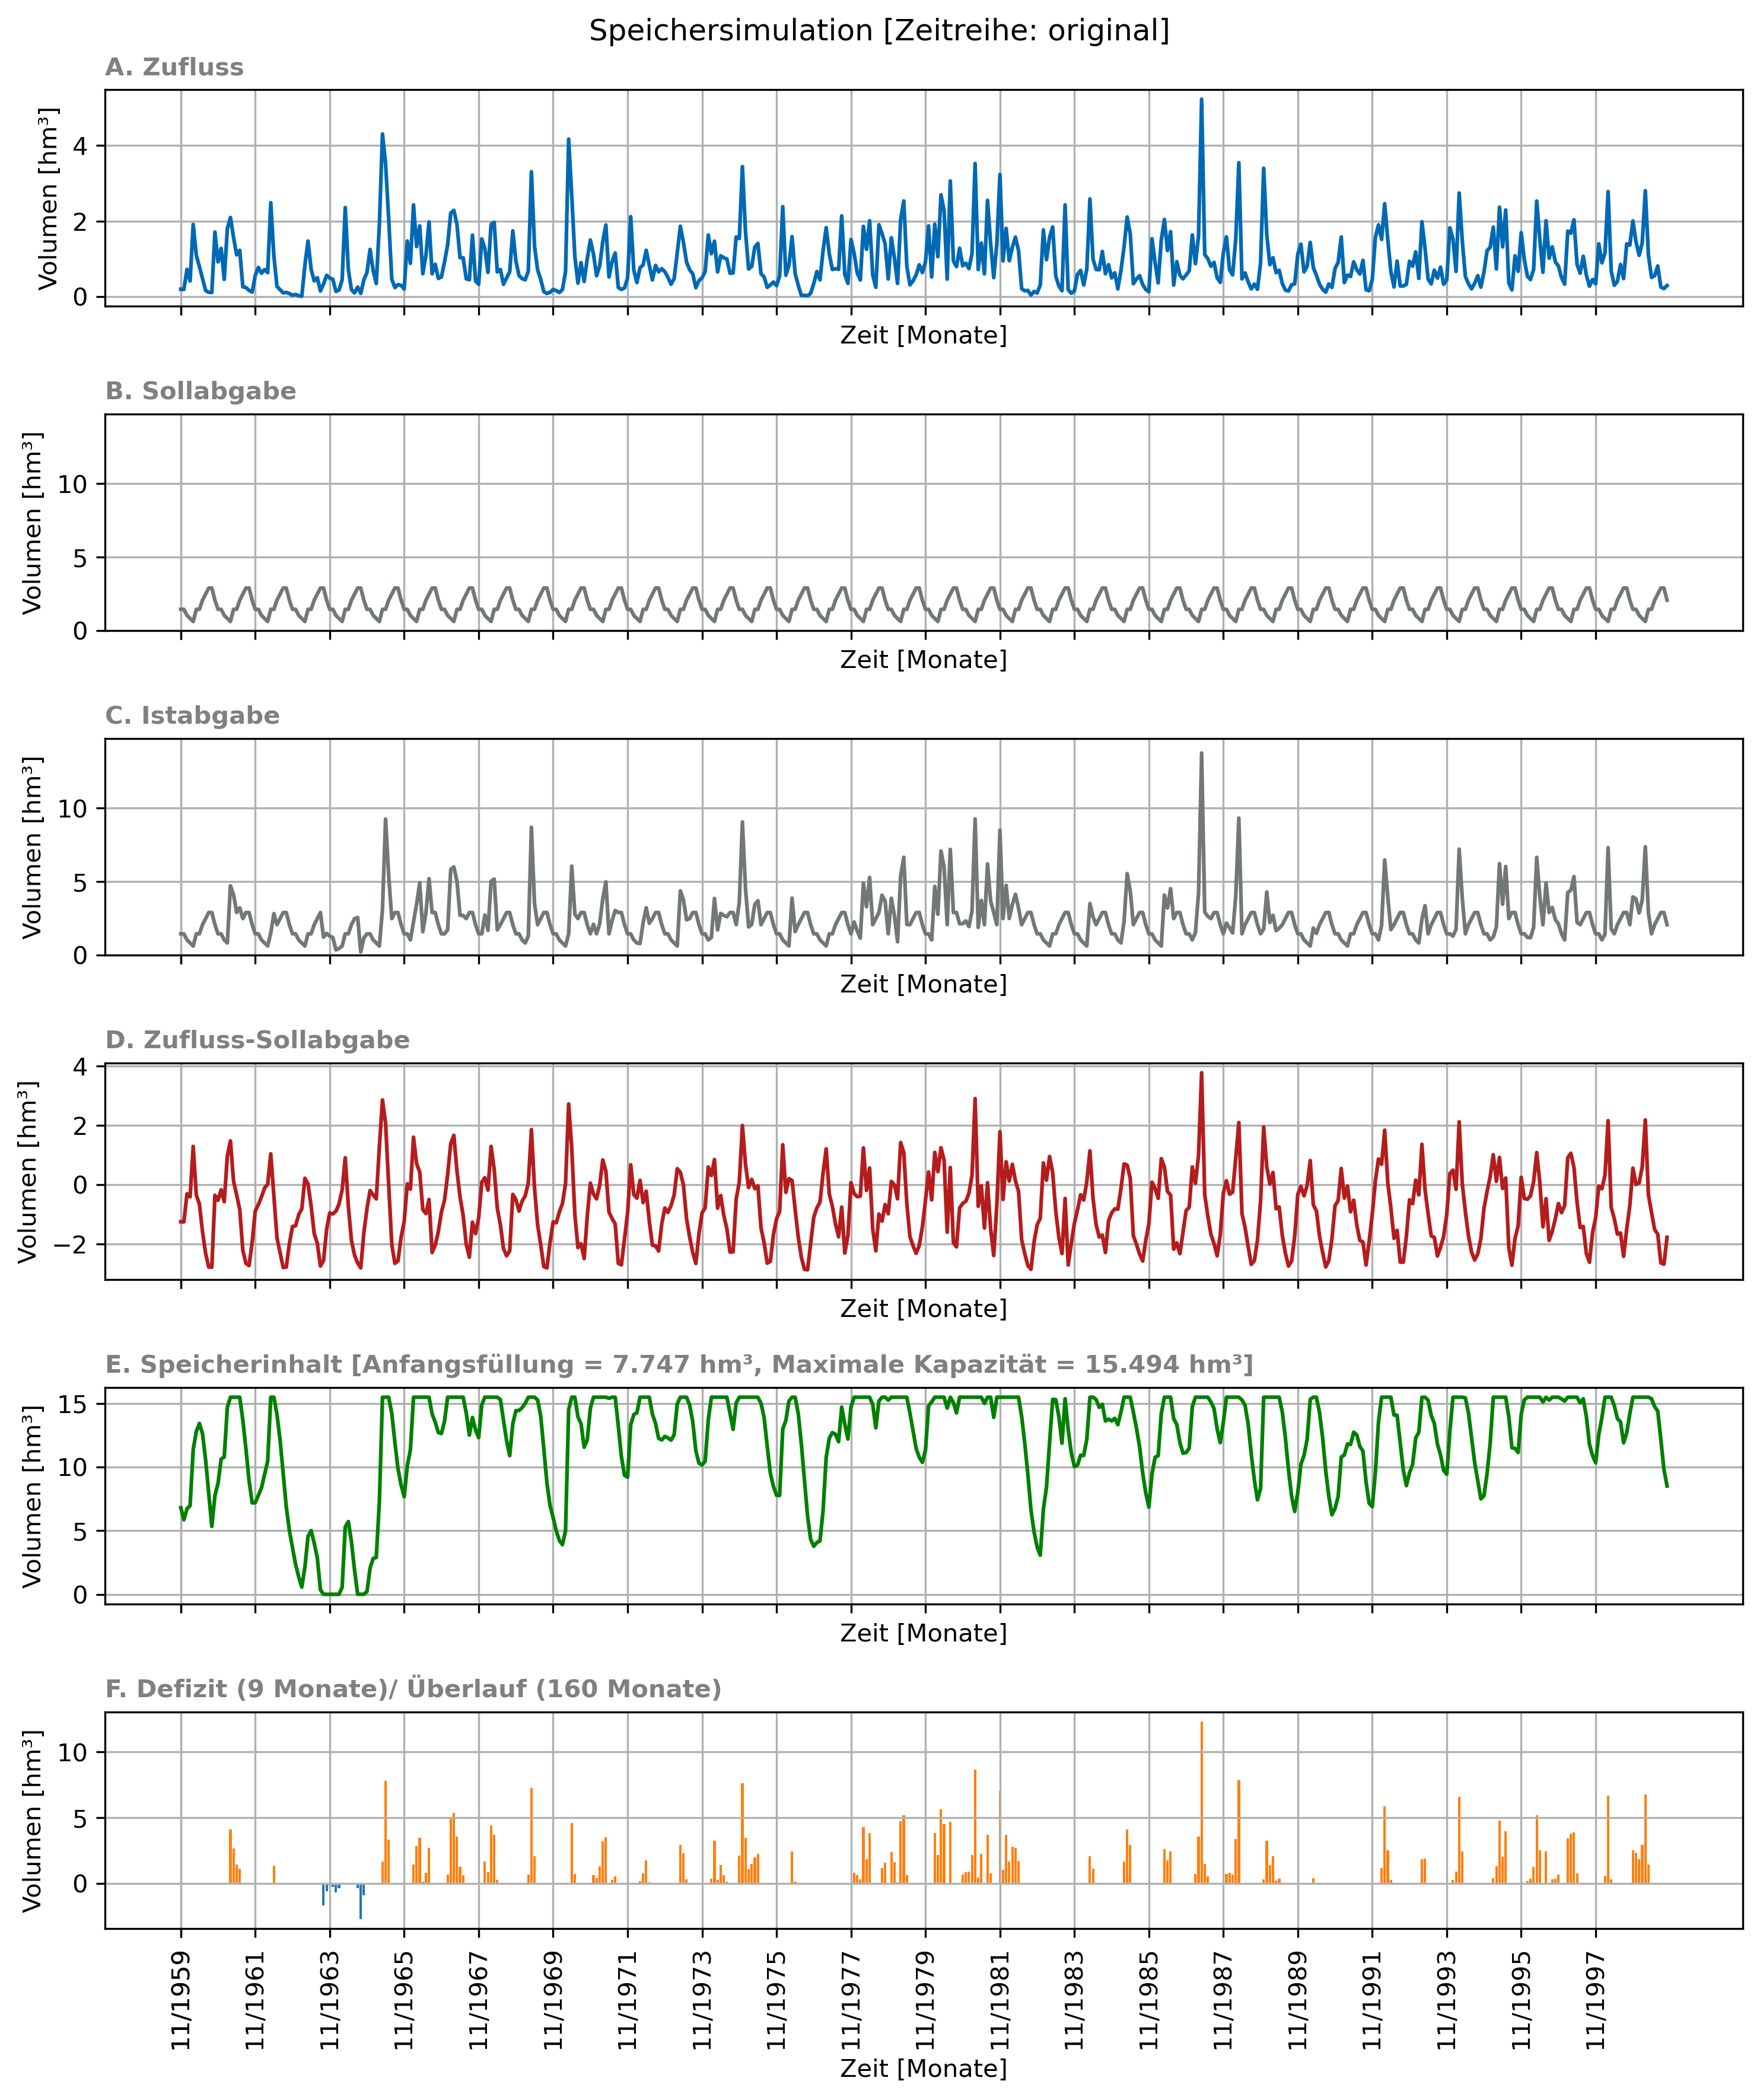 Speichersimulation [Zeitreihe: original]
A. Zufluss
Volumen [hm³]
4
2
0
Zeit [Monate]
B. Sollabgabe
Volumen [hm³]
10
5
0
Zeit [Monate]
C. Istabgabe
Volumen [hm³]
10
5
0
Zeit [Monate]
D. Zufluss-Sollabgabe
Volumen [hm³]
4
2
0
−2
Zeit [Monate]
E. Speicherinhalt [Anfangsfüllung = 7.747 hm³, Maximale Kapazität = 15.494 hm³]
Volumen [hm³]
15
10
5
0
Zeit [Monate]
F. Defizit (9 Monate)/ Überlauf (160 Monate)
Volumen [hm³]
10
5
0
11/1959
11/1961
11/1963
11/1965
11/1967
11/1969
11/1971
11/1973
11/1975
11/1977
11/1979
11/1981
11/1983
11/1985
11/1987
11/1989
11/1991
11/1993
11/1995
11/1997
Zeit [Monate]